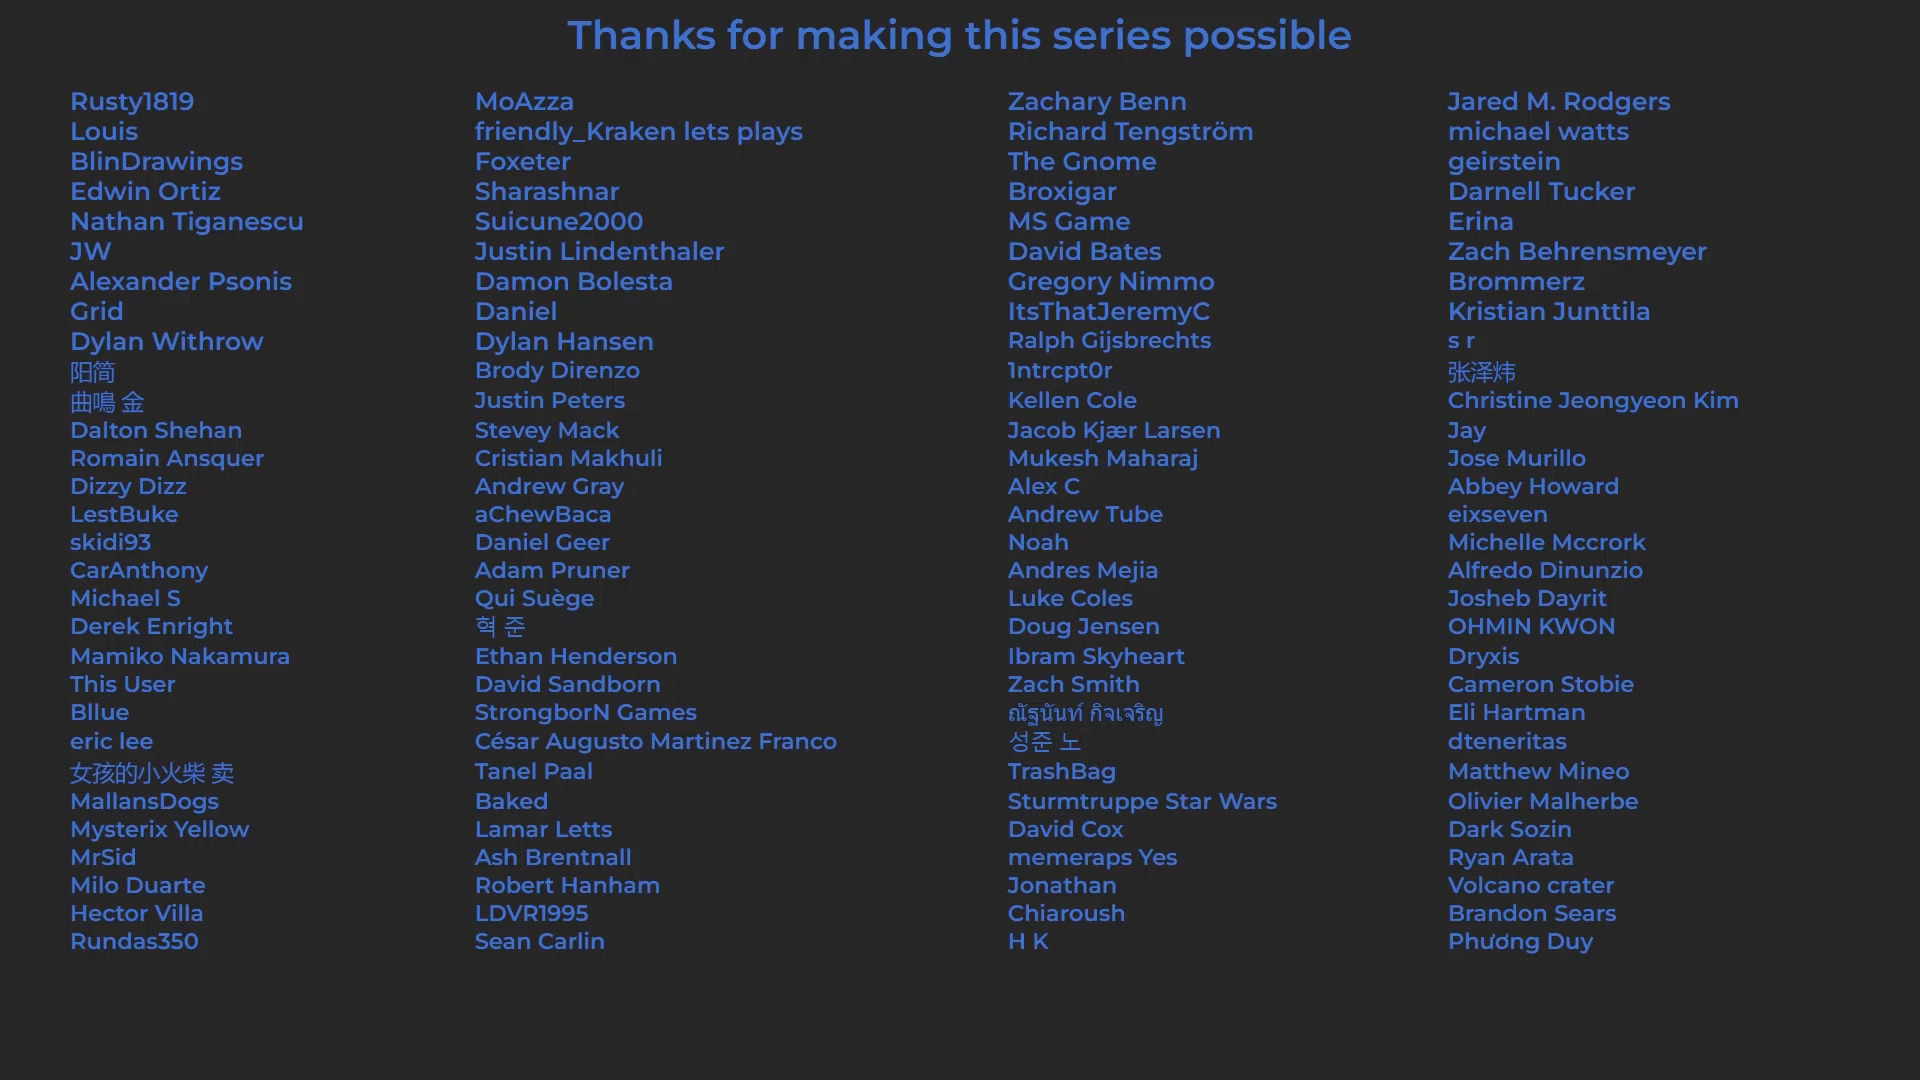 Thanks for making this series possible
Rusty1819
Louis
BlinDrawings
Edwin Ortiz
Nathan Tiganescu
JW
Alexander Psonis
Grid
Dylan Withrow
阳简
曲鳴 金
Dalton Shehan
Romain Ansquer
Dizzy Dizz
LestBuke
skidi93
CarAnthony
Michael S
Derek Enright
Mamiko Nakamura
This User
Bllue
eric lee
女孩的小火柴 卖
MallansDogs
Mysterix Yellow
MrSid
Milo Duarte
Hector Villa
Rundas350
MoAzza
friendly_Kraken lets plays
Foxeter
Sharashnar
Suicune2000
Justin Lindenthaler
Damon Bolesta
Daniel
Dylan Hansen
Brody Direnzo
Justin Peters
Stevey Mack
Cristian Makhuli
Andrew Gray
aChewBaca
Daniel Geer
Adam Pruner
Qui Suège
혁 준
Ethan Henderson
David Sandborn
StrongborN Games
César Augusto Martinez Franco
Tanel Paal
Baked
Lamar Letts
Ash Brentnall
Robert Hanham
LDVR1995
Sean Carlin
Zachary Benn
Richard Tengström
The Gnome
Broxigar
MS Game
David Bates
Gregory Nimmo
ItsThatJeremyC
Ralph Gijsbrechts
1ntrcpt0r
Kellen Cole
Jacob Kjær Larsen
Mukesh Maharaj
Alex C
Andrew Tube
Noah
Andres Mejia
Luke Coles
Doug Jensen
Ibram Skyheart
Zach Smith
ณัฐนันท์ กิจเจริญ
성준 노
TrashBag
Sturmtruppe Star Wars
David Cox
memeraps Yes
Jonathan
Chiaroush
H K
Jared M. Rodgers
michael watts
geirstein
Darnell Tucker
Erina
Zach Behrensmeyer
Brommerz
Kristian Junttila
s r
张泽炜
Christine Jeongyeon Kim
Jay
Jose Murillo
Abbey Howard
eixseven
Michelle Mccrork
Alfredo Dinunzio
Josheb Dayrit
OHMIN KWON
Dryxis
Cameron Stobie
Eli Hartman
dteneritas
Matthew Mineo
Olivier Malherbe
Dark Sozin
Ryan Arata
Volcano crater
Brandon Sears
Phương Duy